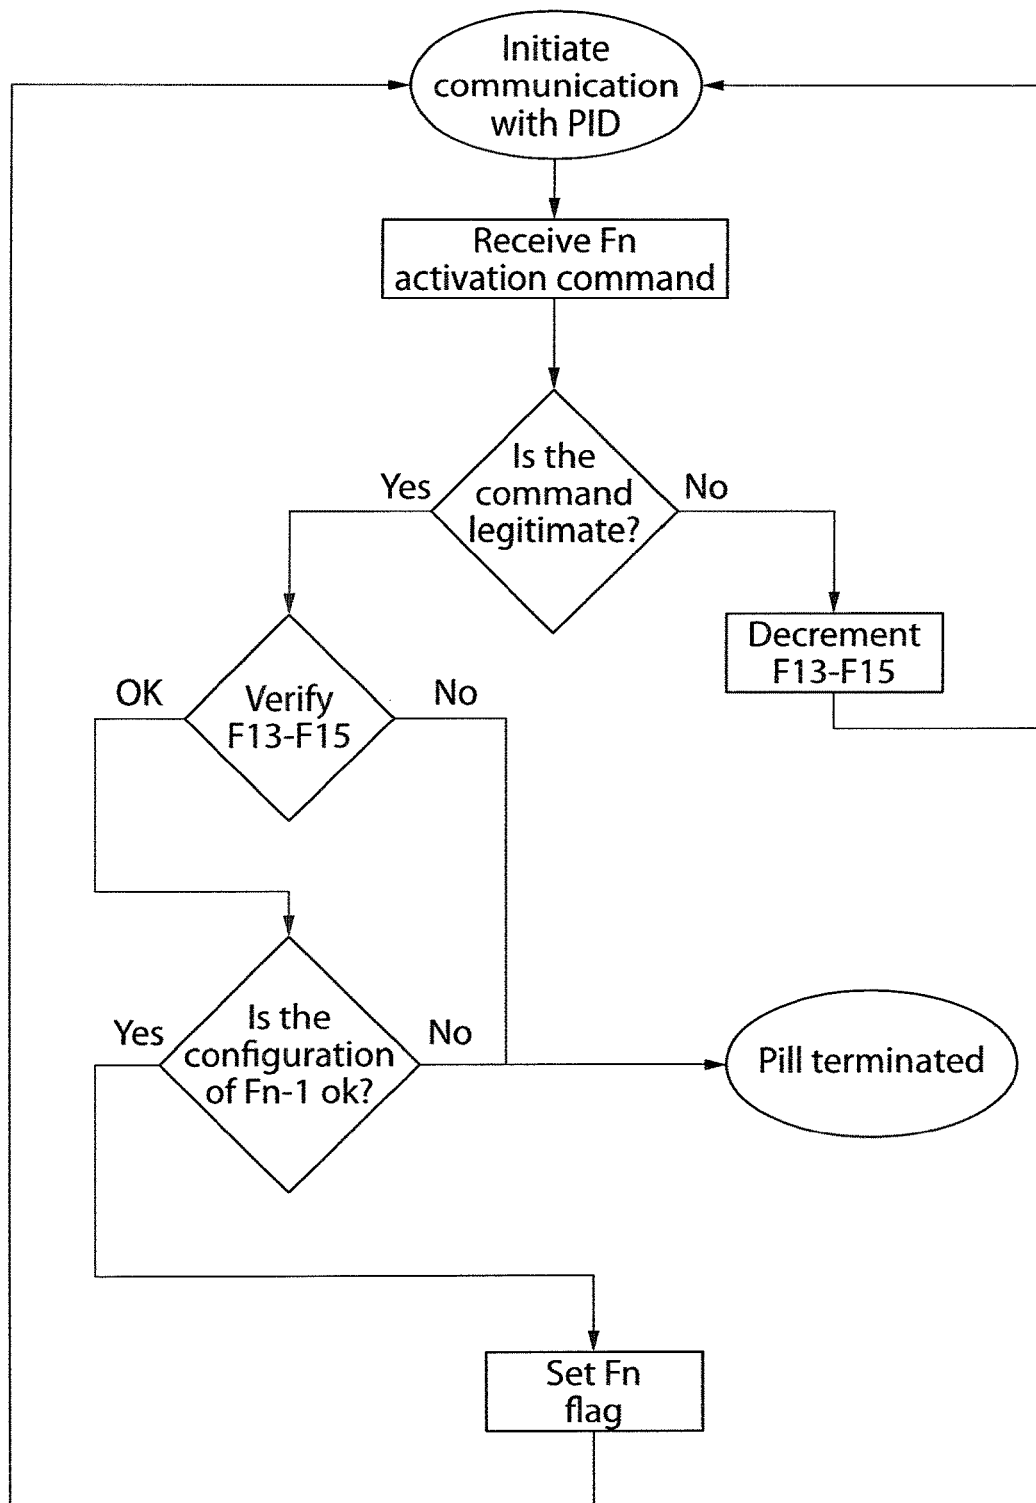 Initiate
communication
with PID
Receive Fn
activation command
Is the
command
legitimate?
Yes
No
Decrement
F13-F15
Verify
F13-F15
OK
No
Is the
configuration
of Fn-1 ok?
Yes
No
Pill terminated
Set Fn
flag